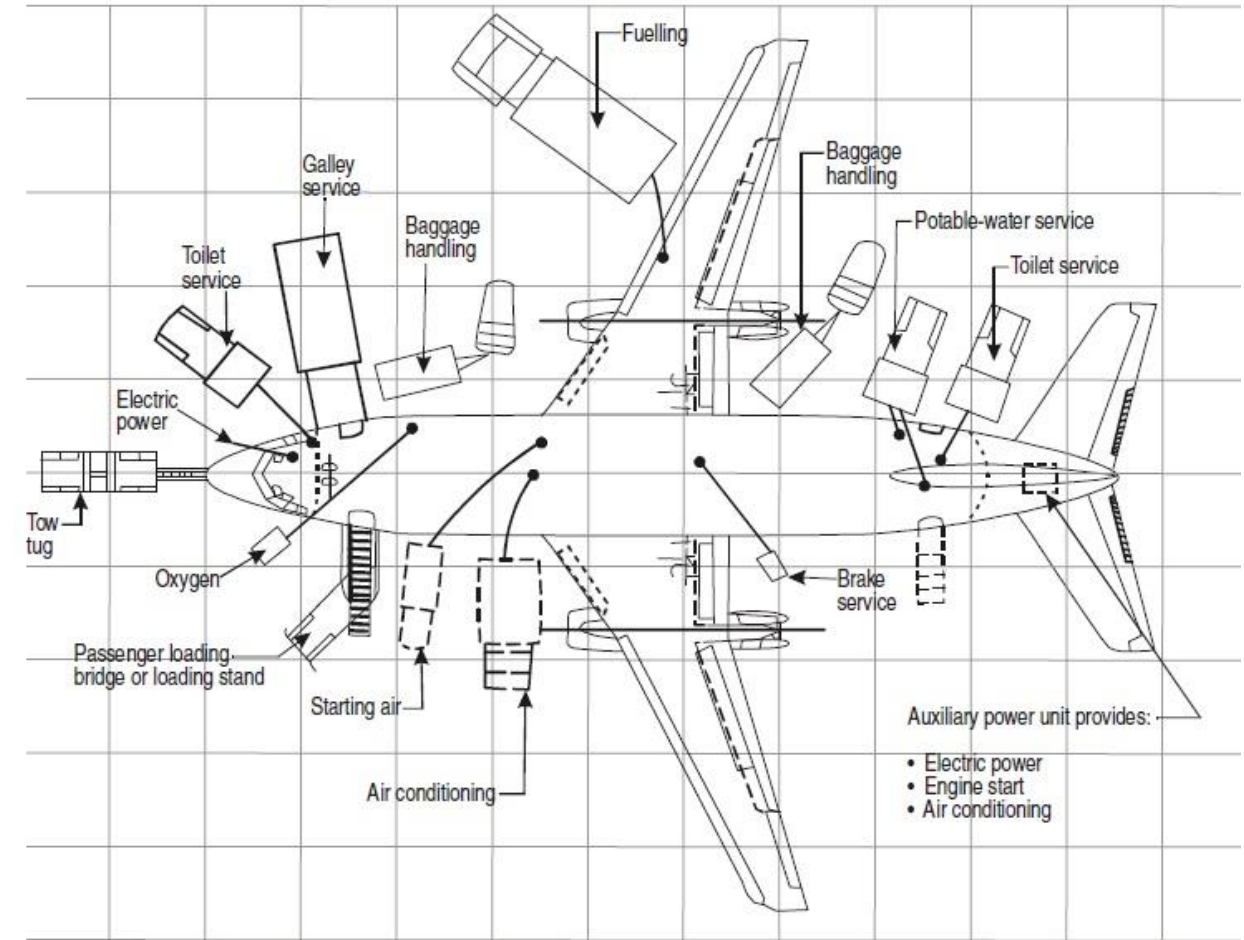 Fuelling
Baggage
handling
Galley
service
Potable-water service
Baggage
handling
Toilet
service
Toilet service
Electric
power
Tow
tug
Oxygen
Brake
service
Passenger loading
bridge or loading stand
Starting air
Auxiliary power unit provides:
• Electric power
• Engine start
• Air conditioning
Air conditioning